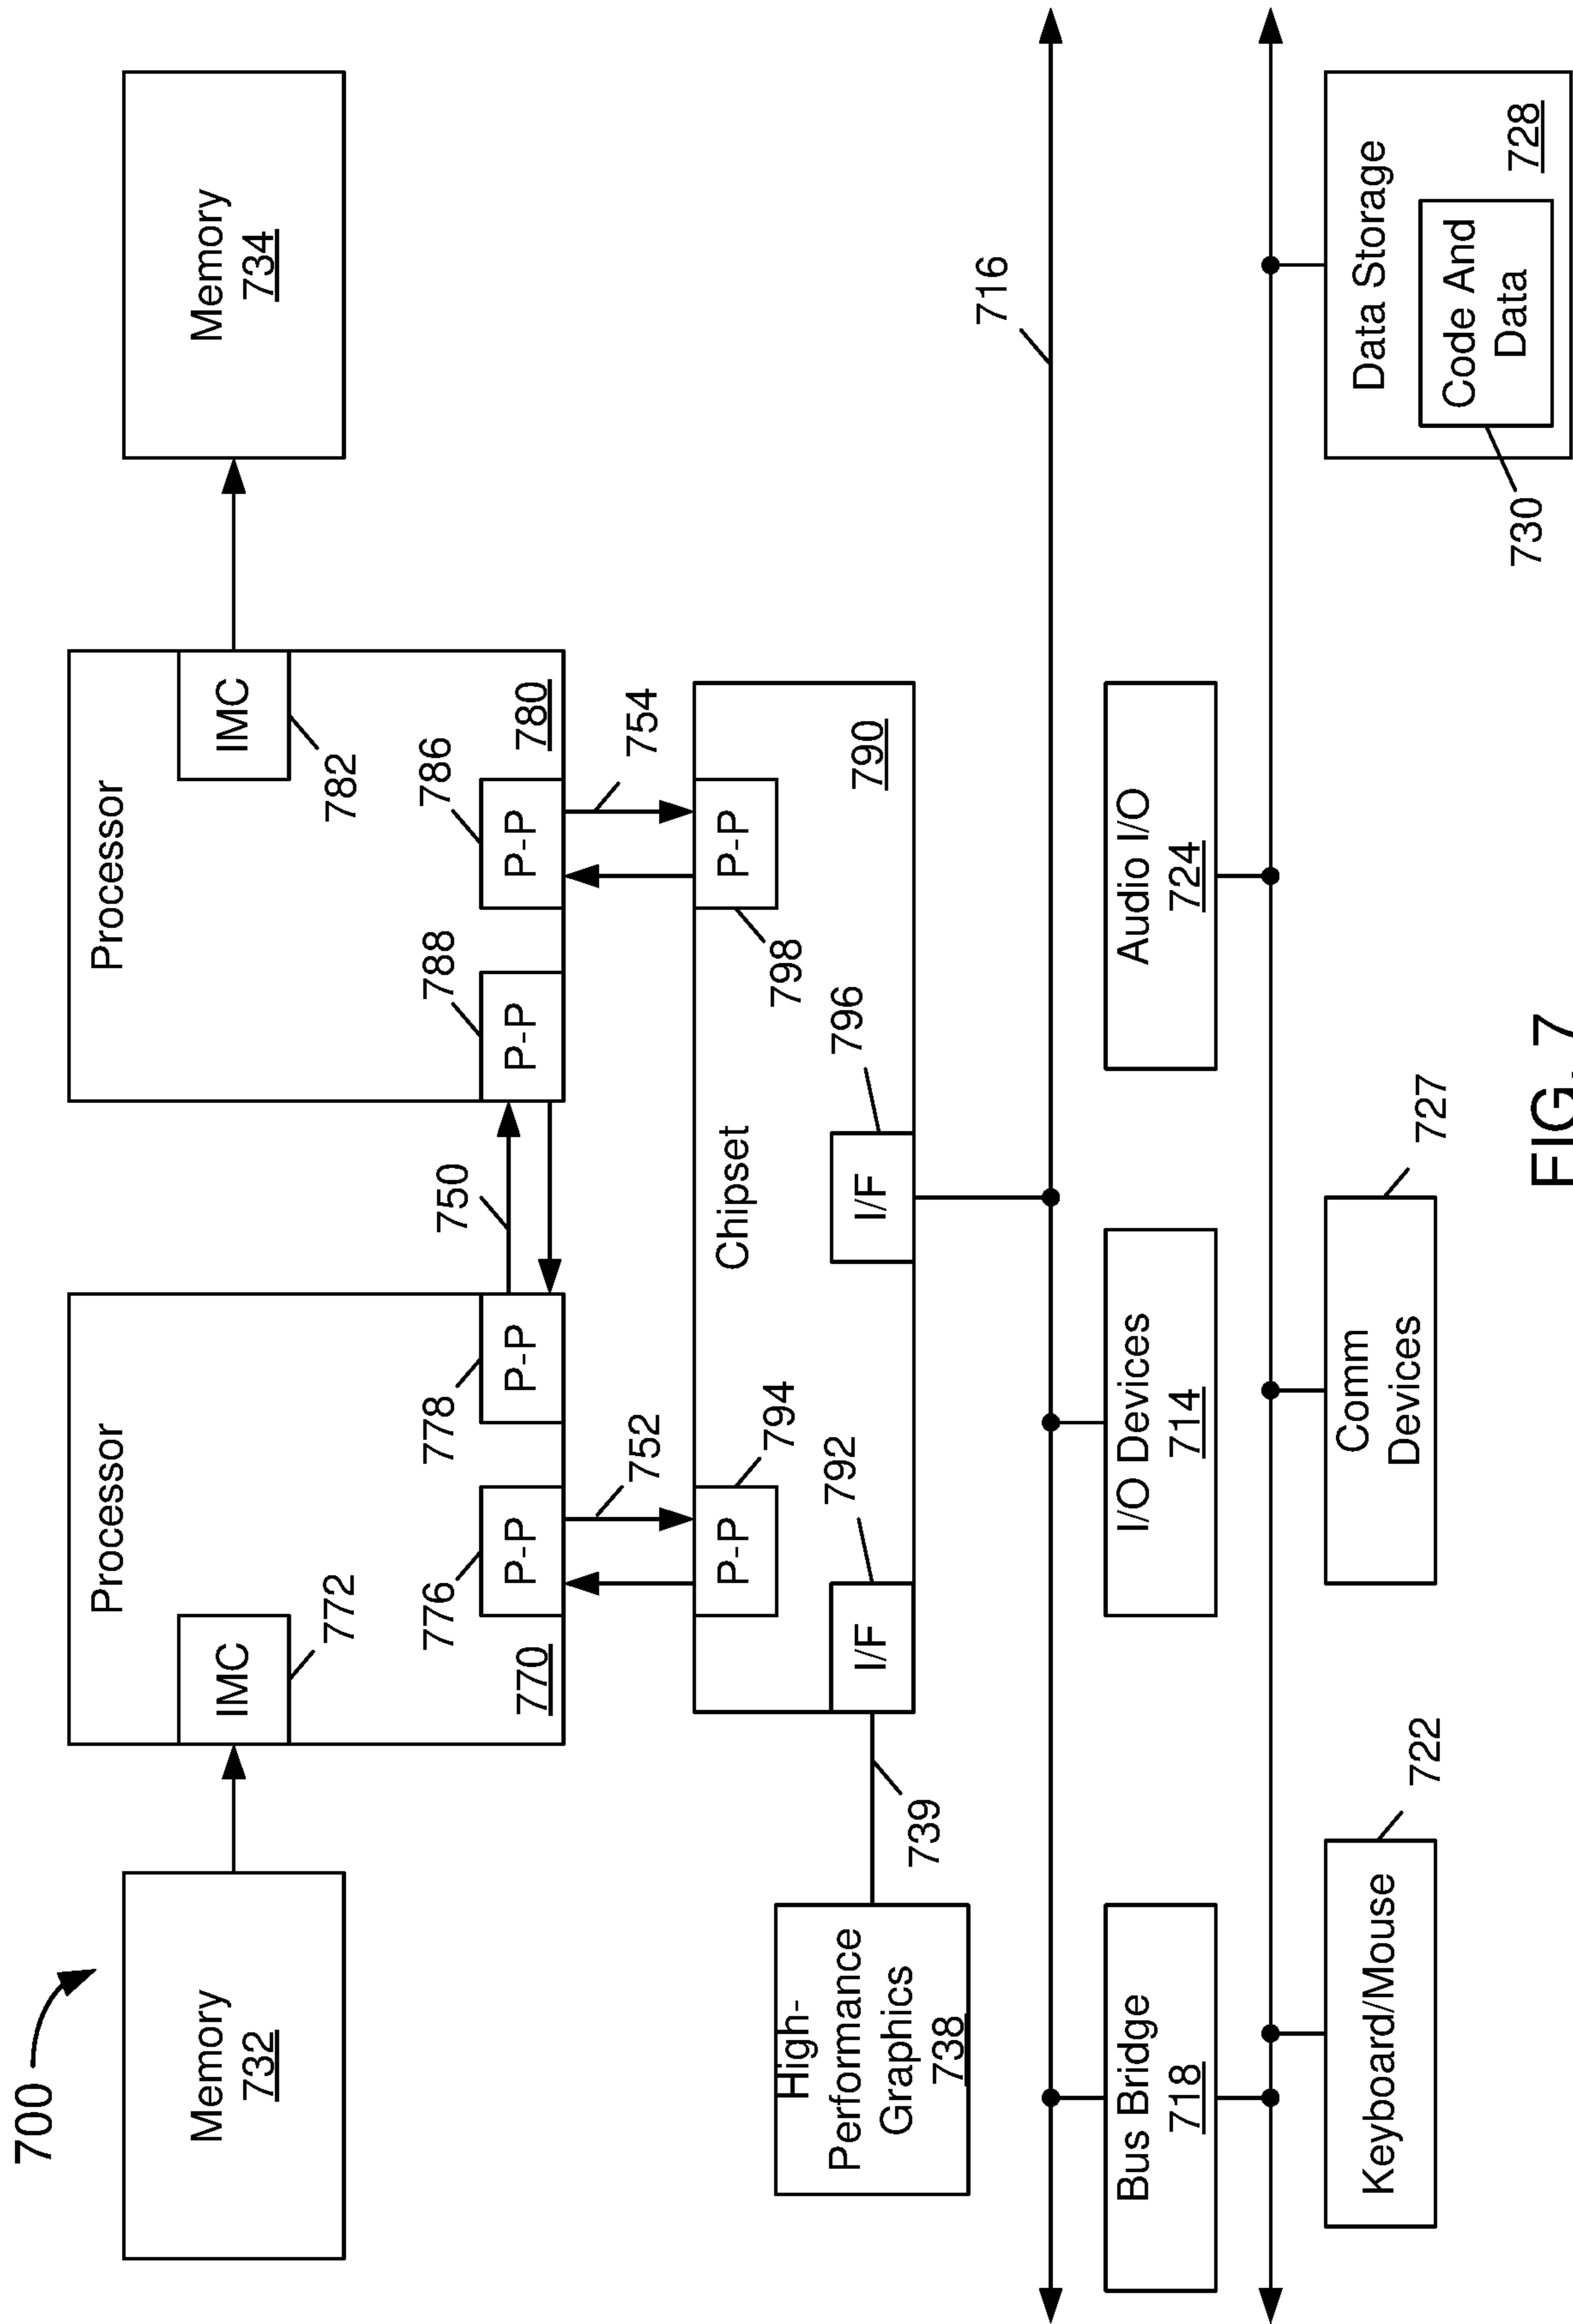 700
Memory
732
Processor
IMC
772
776
P-P
778
P-P
770
750
Processor
IMC
782
788
P-P
786
P-P
780
Memory
734
752
754
Chipset
P-P
794
P-P
798
790
I/F
792
I/F
796
High-
Performance
Graphics
738
739
716
Bus Bridge
718
I/O Devices
714
Audio I/O
724
Keyboard/Mouse
722
Comm
Devices
727
Data Storage
728
Code And
Data
730
FIG. 7